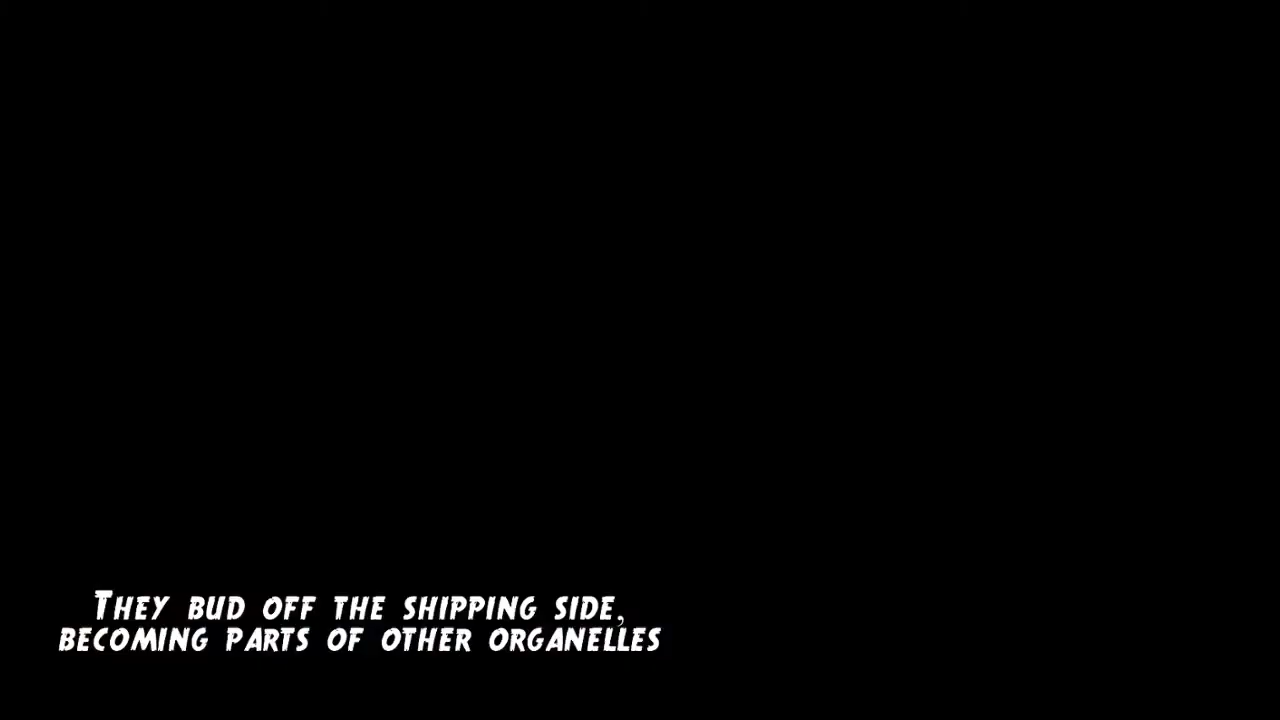 They bud off the shipping side,
becoming parts of other organelles